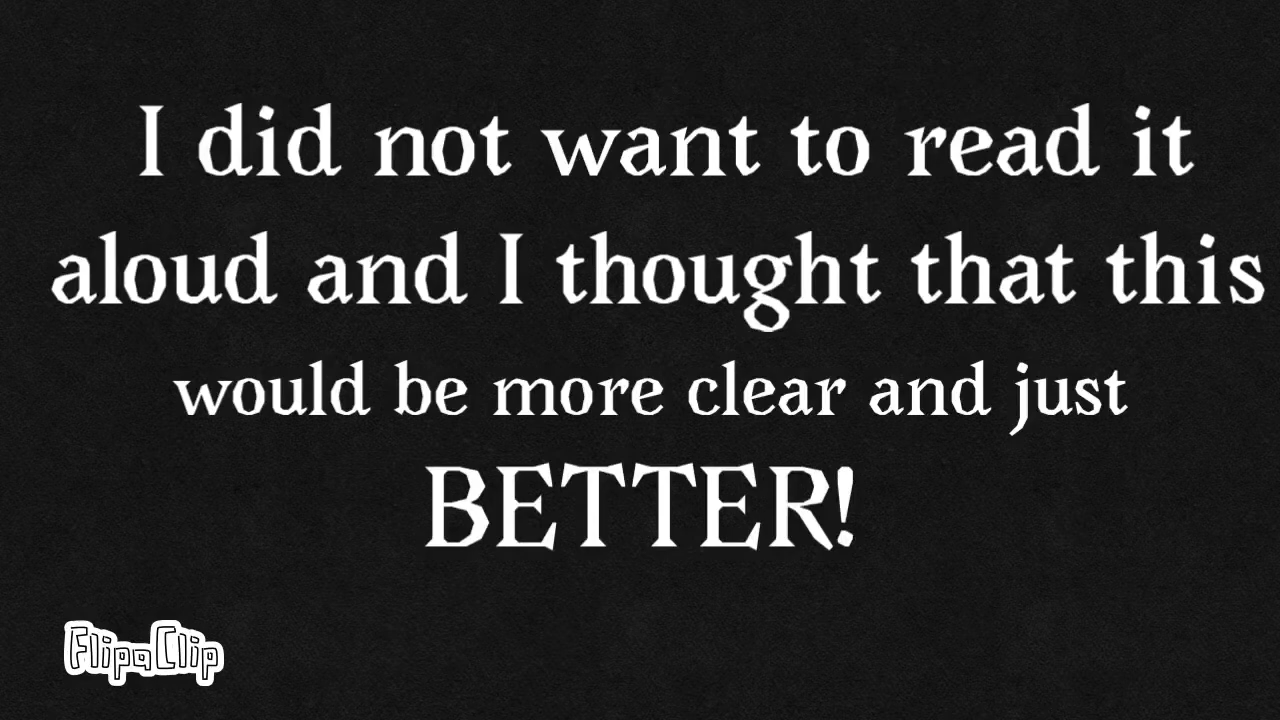 I did not want to read it
aloud and I thought that this
would be more clear and just
BETTER!
FlipaClip